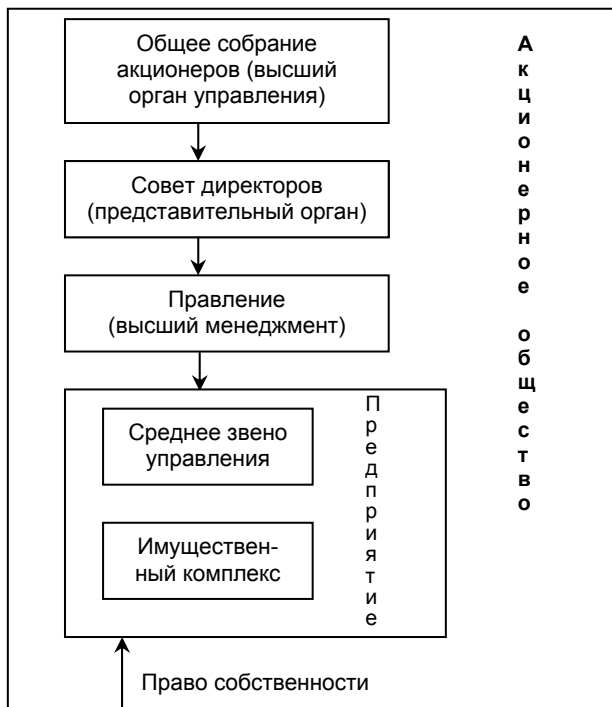 Общее собрание
акционеров (высший
орган управления)
Совет директоров
(представительный орган)
Правление
(высший менеджмент)
Среднее звено
управления
Имуществен-
ный комплекс
Предприятие
Право собственности
Акционерное общество